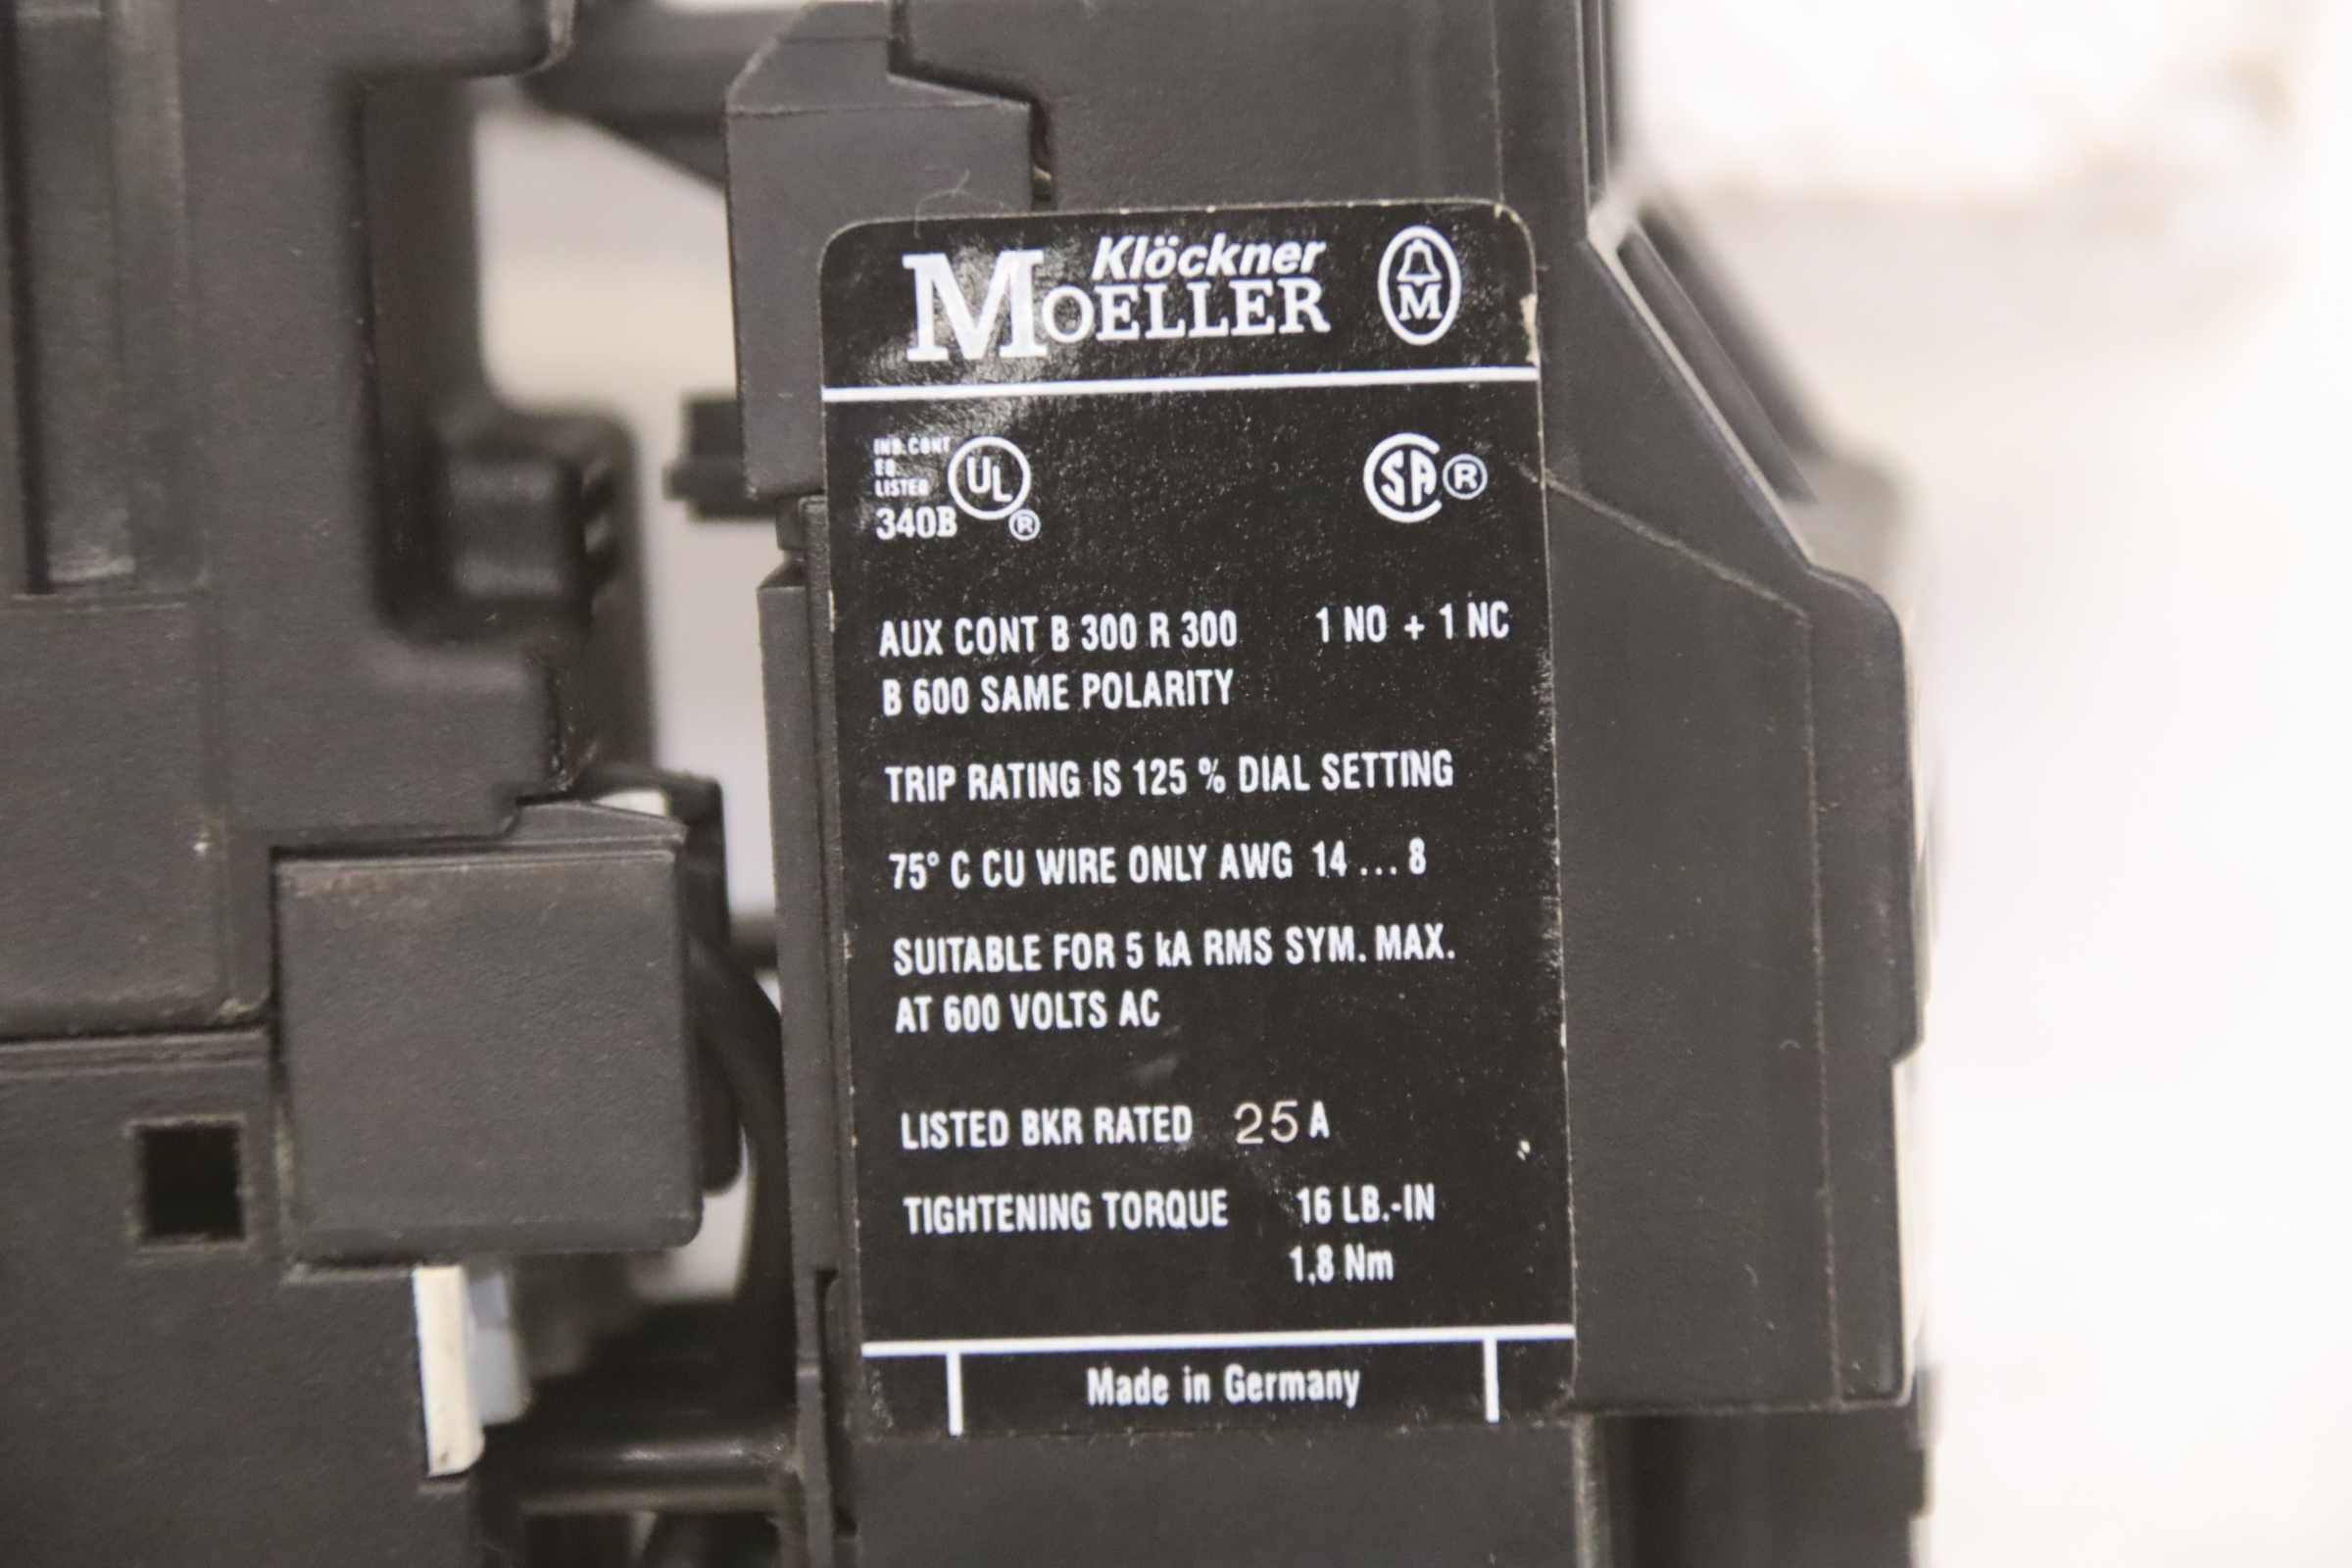 Klöckner
MOELLER
M
IND. CONT
EQ.
LISTED
340B
UL
®
SA ®
AUX CONT B 300 R 300 1 NO + 1 NC
B 600 SAME POLARITY
TRIP RATING IS 125 % DIAL SETTING
75° C CU WIRE ONLY AWG 14 ... 8
SUITABLE FOR 5 kA RMS SYM. MAX.
AT 600 VOLTS AC
LISTED BKR RATED 25 A
TIGHTENING TORQUE 16 LB.-IN
1,8 Nm
Made in Germany